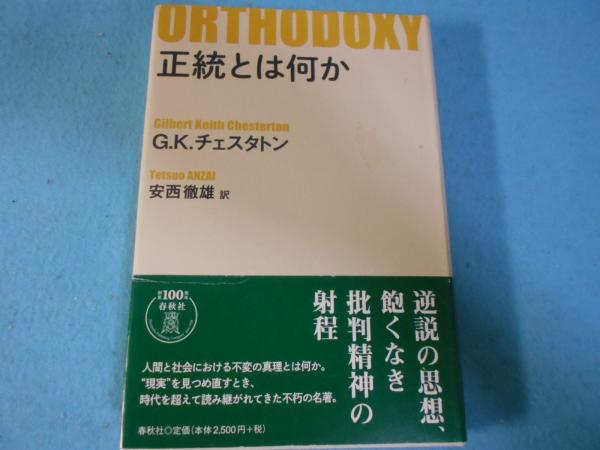 ORTHODOXY
正統とは何か
Gilbert Keith Chesterton
G.K.チェスタトン
Tetsuo ANZAI
安西徹雄 訳
逆説の思想、
飽くなき
批判精神の
射程
100
春秋社
人間と社会における不変の真理とは何か。
“現実”を見つめ直すとき、
時代を超えて読み継がれてきた不朽の名著。
春秋社◎定価(本体2,500円+税)